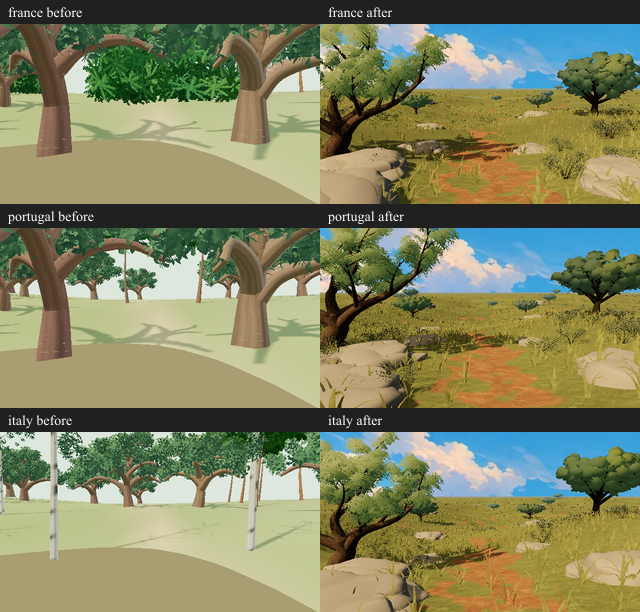 france before
france after
portugal before
portugal after
italy before
italy after